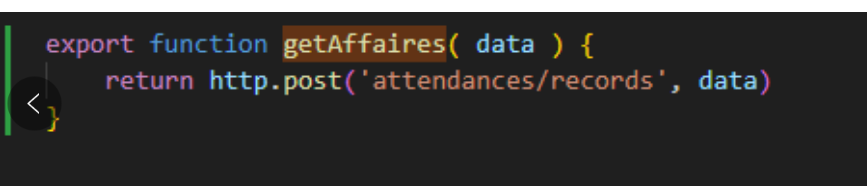 export function getAffaires( data ) {
return http.post('attendances/records', data)
}